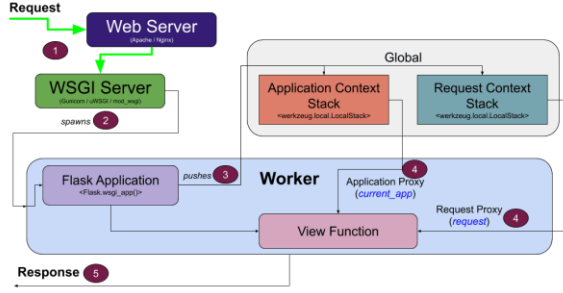 Request
Web Server
(Apache / Nginx)
1
WSGI Server
(Gunicorn / uWSGI / mod_wsgi)
spawns
2
Global
Application Context
Stack
<werkzeug.local.LocalStack>
Request Context
Stack
<werkzeug.local.LocalStack>
Flask Application
<Flask.wsgi_app()>
pushes
3
Worker
4
Application Proxy
(current_app)
Request Proxy
(request)
4
View Function
Response
5